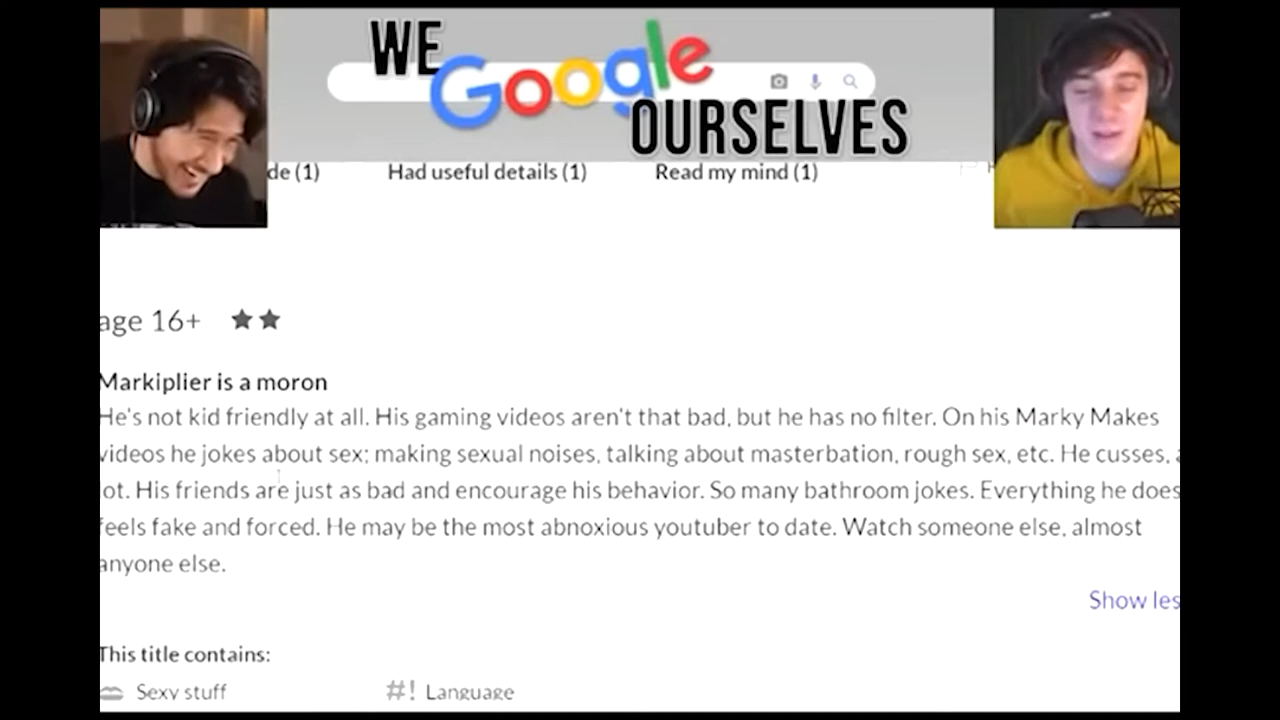 WE
Google
OURSELVES
de (1) Had useful details (1) Read my mind (1)
age 16+
Markiplier is a moron
He's not kid friendly at all. His gaming videos aren't that bad, but he has no filter. On his Marky Makes
videos he jokes about sex; making sexual noises, talking about masterbation, rough sex, etc. He cusses, a
lot. His friends are just as bad and encourage his behavior. So many bathroom jokes. Everything he does
feels fake and forced. He may be the most abnoxious youtuber to date. Watch someone else, almost
anyone else.
Show les
This title contains:
Sexy stuff #! Language